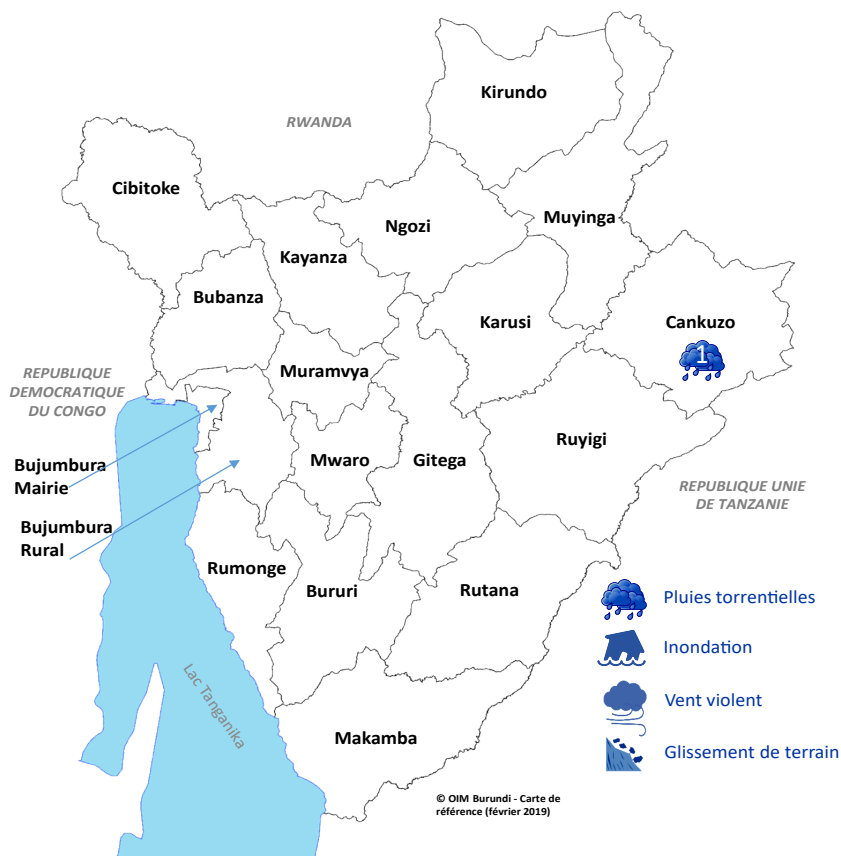 Kirundo
RWANDA
Cibitoke
Ngozi
Muyinga
Kayanza
Bubanza
Karusi
Cankuzo
1
REPUBLIQUE
DEMOCRATIQUE
DU CONGO
Muramvya
Ruyigi
Bujumbura
Mairie
Mwaro
Gitega
REPUBLIQUE UNIE
DE TANZANIE
Bujumbura
Rural
Rumonge
Bururi
Rutana
Pluies torrentielles
Inondation
Lac Tanganika
Vent violent
Makamba
Glissement de terrain
© OIM Burundi - Carte de
référence (février 2019)